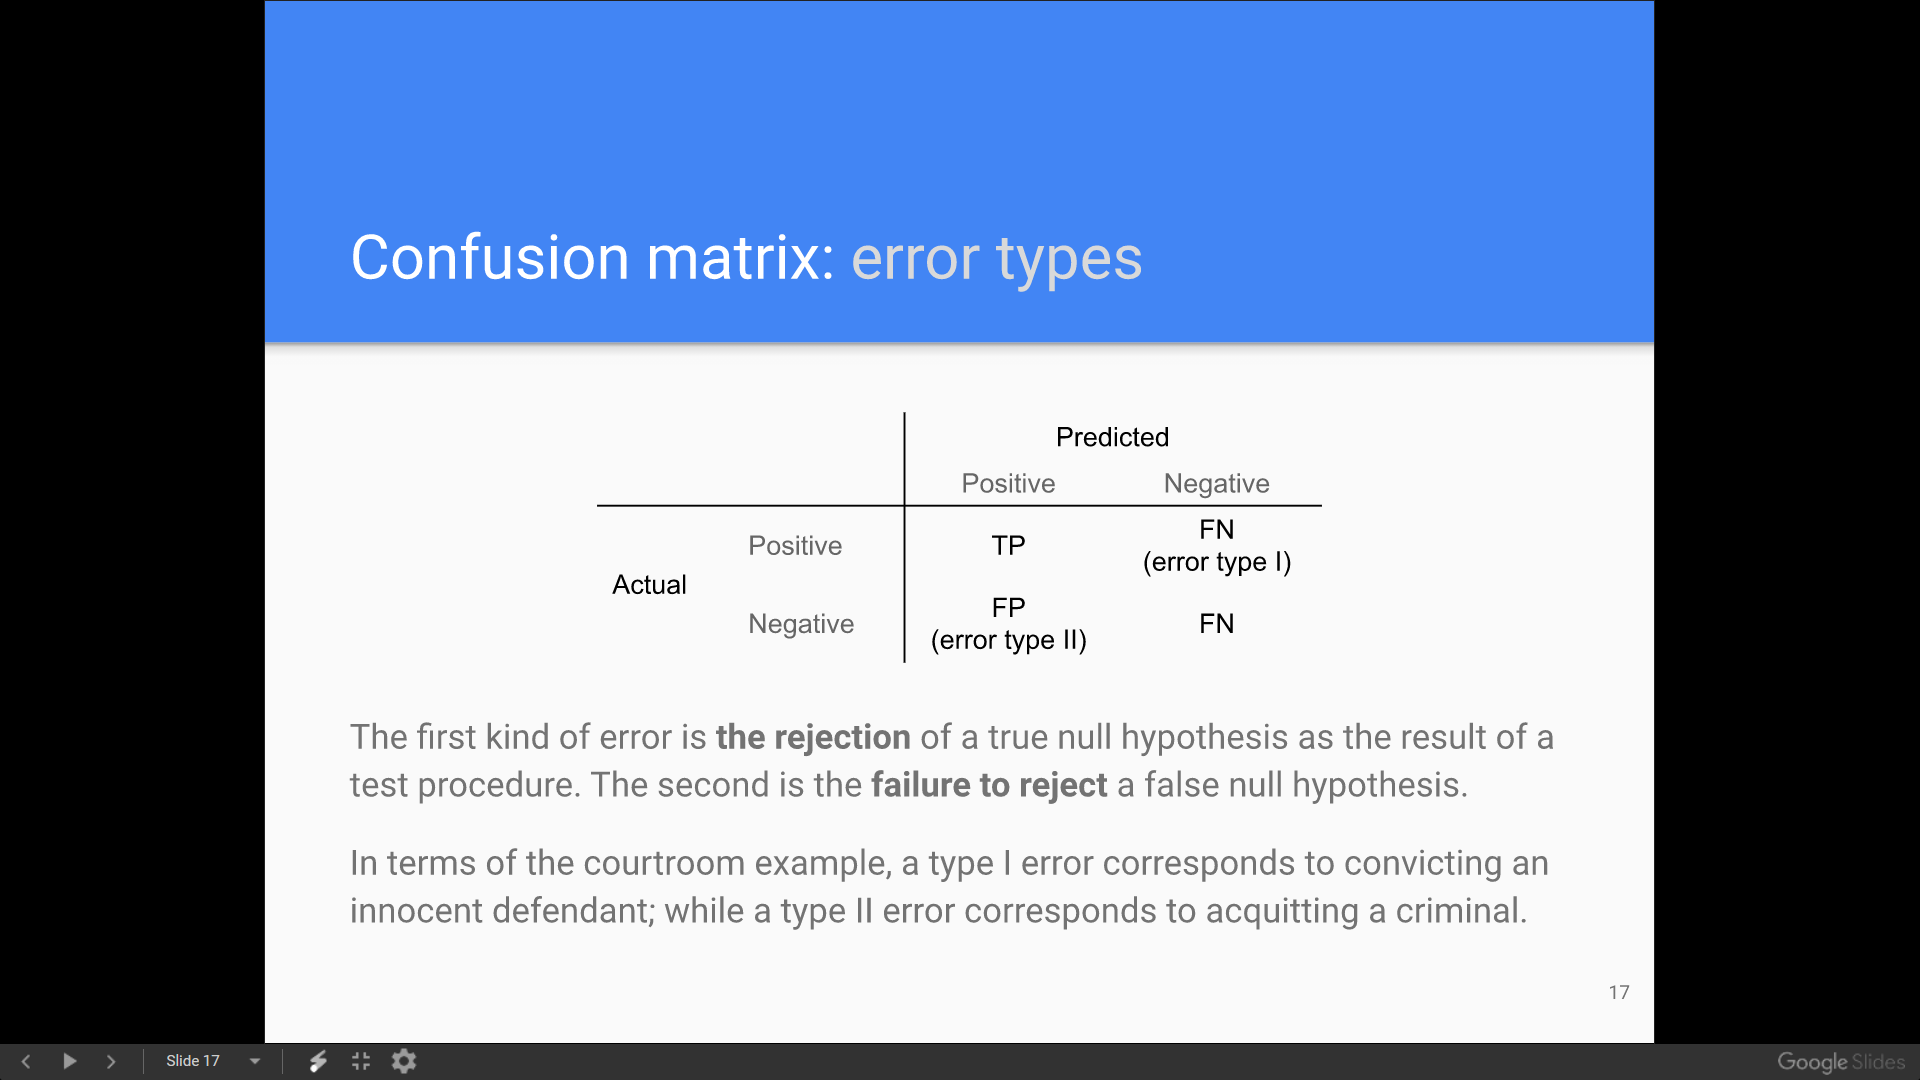 Confusion matrix: error types
Predicted
Positive Negative
Actual
Positive TP FN
(error type I)
Negative FP FN
(error type II)
The first kind of error is the rejection of a true null hypothesis as the result of a
test procedure. The second is the failure to reject a false null hypothesis.
In terms of the courtroom example, a type I error corresponds to convicting an
innocent defendant; while a type II error corresponds to acquitting a criminal.
17
Slide 17
Google Slides